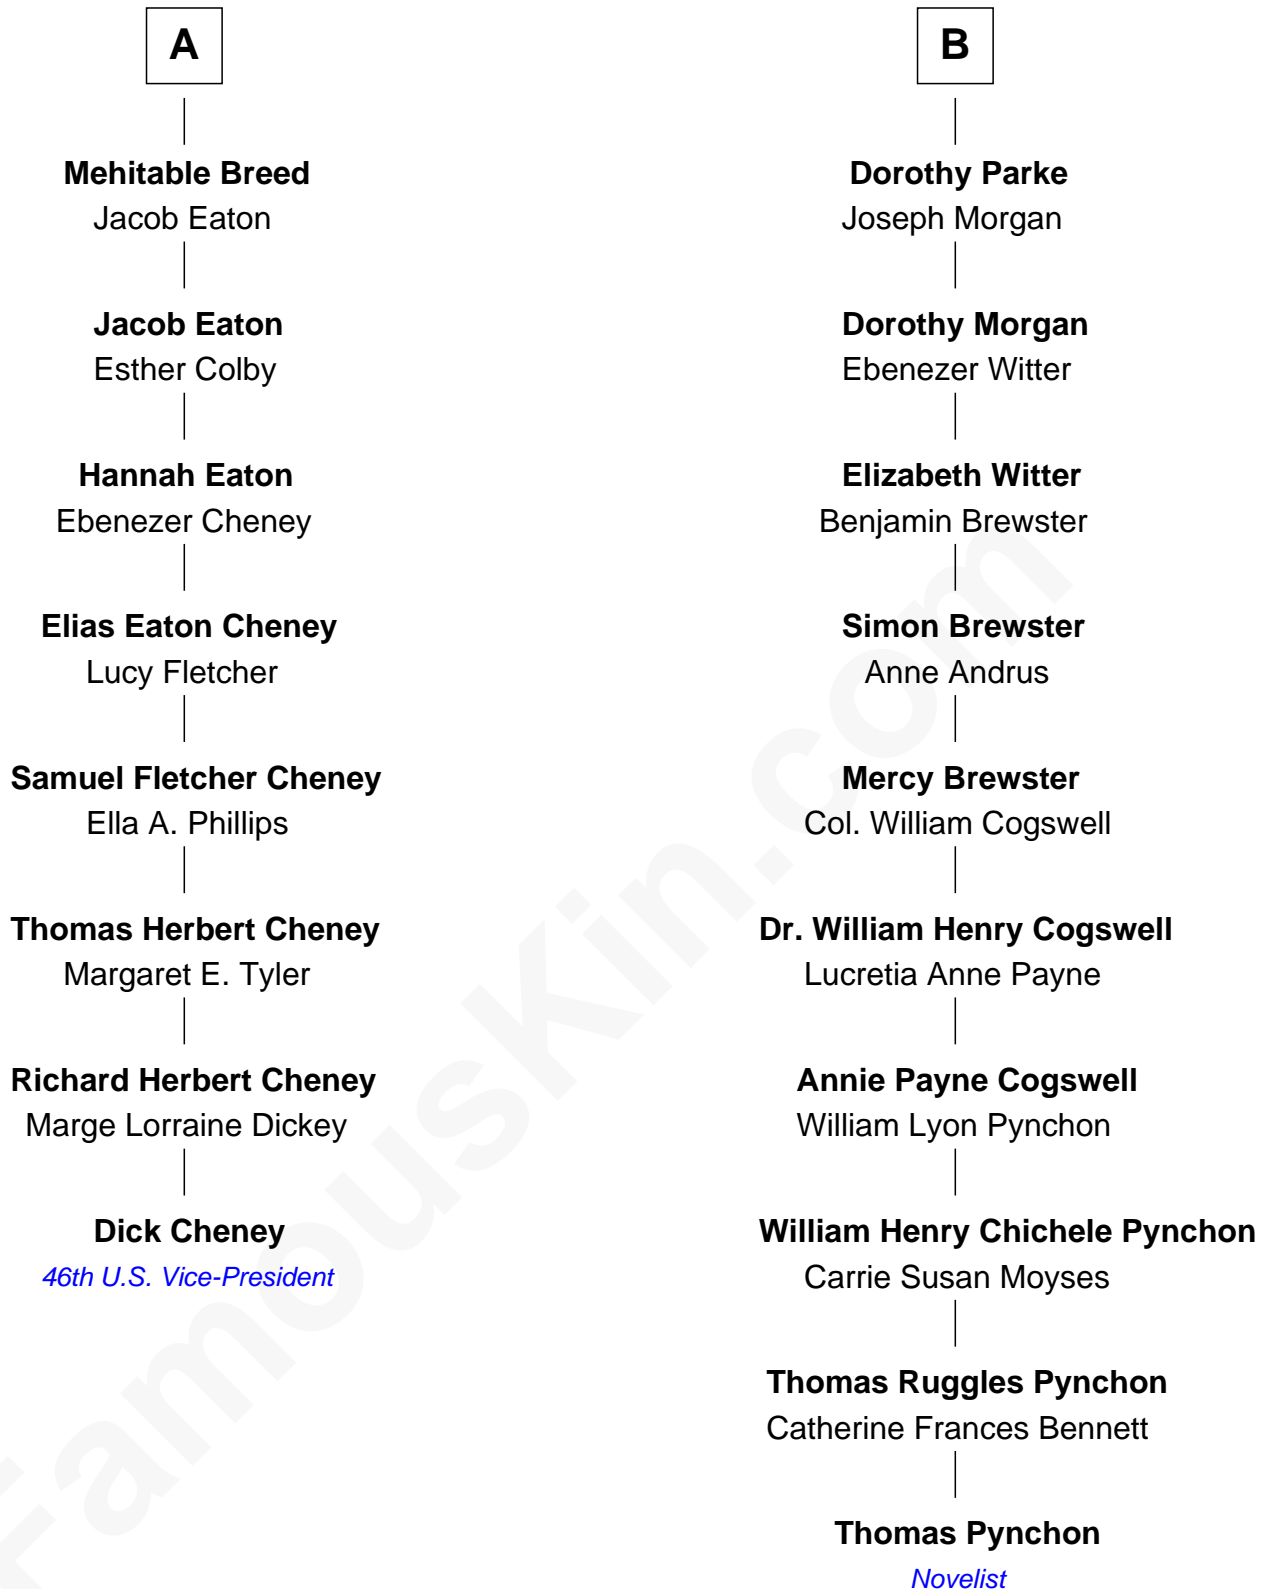 A
Mehitable Breed
Jacob Eaton
Jacob Eaton
Esther Colby
Hannah Eaton
Ebenezer Cheney
Elias Eaton Cheney
Lucy Fletcher
Samuel Fletcher Cheney
Ella A. Phillips
Thomas Herbert Cheney
Margaret E. Tyler
Richard Herbert Cheney
Marge Lorraine Dickey
Dick Cheney
46th U.S. Vice-President
B
Dorothy Parke
Joseph Morgan
Dorothy Morgan
Ebenezer Witter
Elizabeth Witter
Benjamin Brewster
Simon Brewster
Anne Andrus
Mercy Brewster
Col. William Cogswell
Dr. William Henry Cogswell
Lucretia Anne Payne
Annie Payne Cogswell
William Lyon Pynchon
William Henry Chichele Pynchon
Carrie Susan Moyses
Thomas Ruggles Pynchon
Catherine Frances Bennett
Thomas Pynchon
Novelist
FamousKin.com